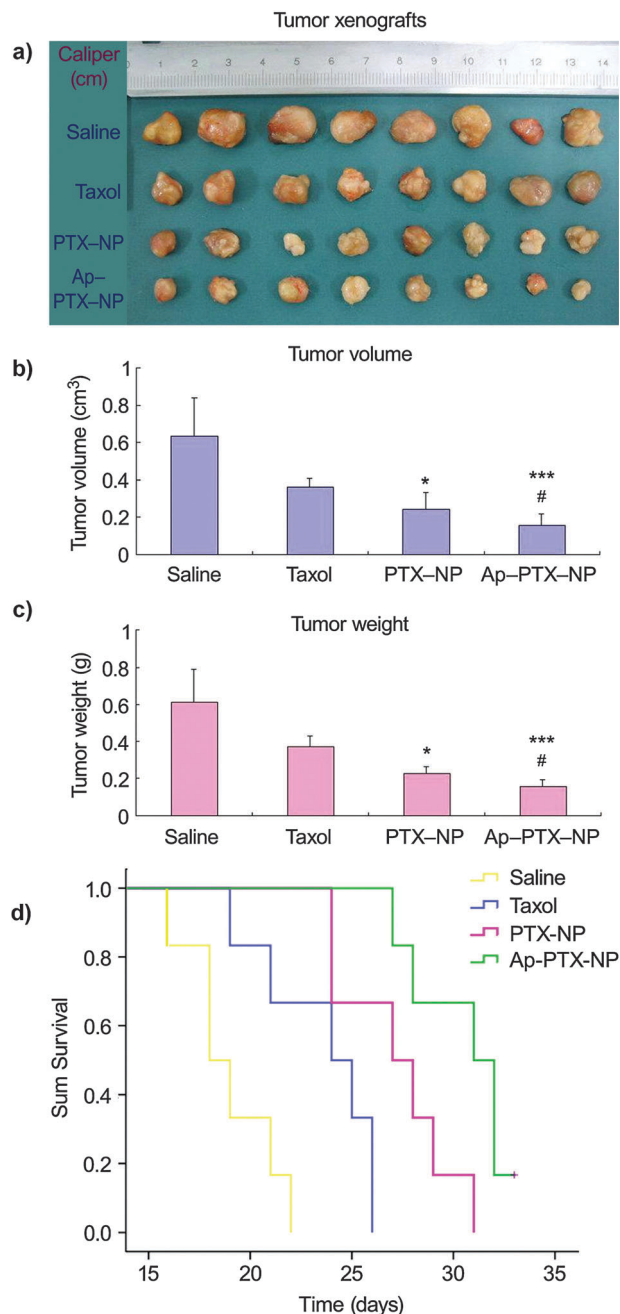 Tumor xenografts
a)
Caliper
(cm)
0 1 2 3 4 5 6 7 8 9 10 11 12 13 14
Saline
Taxol
PTX–NP
Ap–
PTX–NP
b)
Tumor volume
Tumor volume (cm³)
1
0.8
0.6
0.4
0.2
0
*
***
#
Saline Taxol PTX–NP Ap–PTX–NP
c)
Tumor weight
Tumor weight (g)
1
0.8
0.6
0.4
0.2
0
*
***
#
Saline Taxol PTX–NP Ap–PTX–NP
d)
Saline
Taxol
PTX-NP
Ap-PTX-NP
Sum Survival
1.0
0.8
0.6
0.4
0.2
0.0
15 20 25 30 35
Time (days)